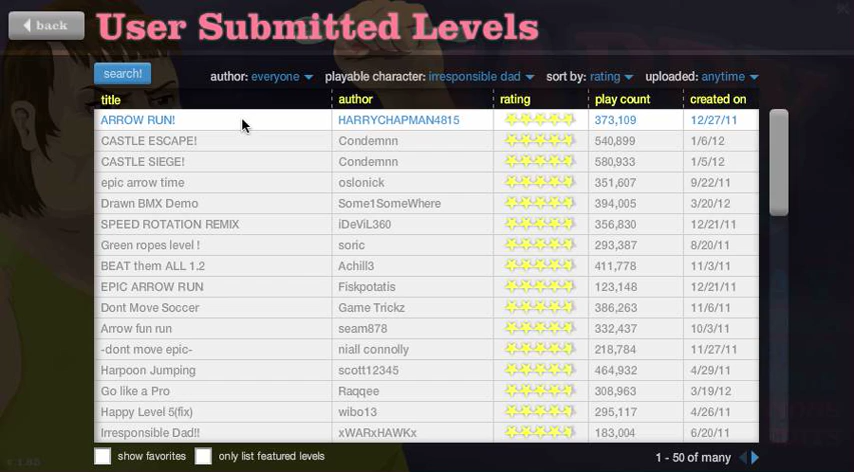 back
User Submitted Levels
search!
author: everyone playable character: irresponsible dad sort by: rating uploaded: anytime
title author rating play count created on
ARROW RUN! HARRYCHAPMAN4815 373,109 12/27/11
CASTLE ESCAPE! Condemnn 540,899 1/6/12
CASTLE SIEGE! Condemnn 580,933 1/5/12
epic arrow time oslonick 351,607 9/22/11
Drawn BMX Demo Some1SomeWhere 394,005 3/20/12
SPEED ROTATION REMIX iDeViL360 356,830 12/21/11
Green ropes level ! soric 293,387 8/20/11
BEAT them ALL 1.2 Achill3 411,778 11/3/11
EPIC ARROW RUN Fiskpotatis 123,148 12/21/11
Dont Move Soccer Game Trickz 386,263 11/6/11
Arrow fun run seam878 332,437 10/3/11
-dont move epic- niall connolly 218,784 11/27/11
Harpoon Jumping scott12345 464,932 4/29/11
Go like a Pro Raqqee 308,963 3/19/12
Happy Level 5(fix) wibo13 295,117 4/26/11
Irresponsible Dad!! xWARxHAWKx 183,004 6/20/11
show favorites only list featured levels 1 - 50 of many